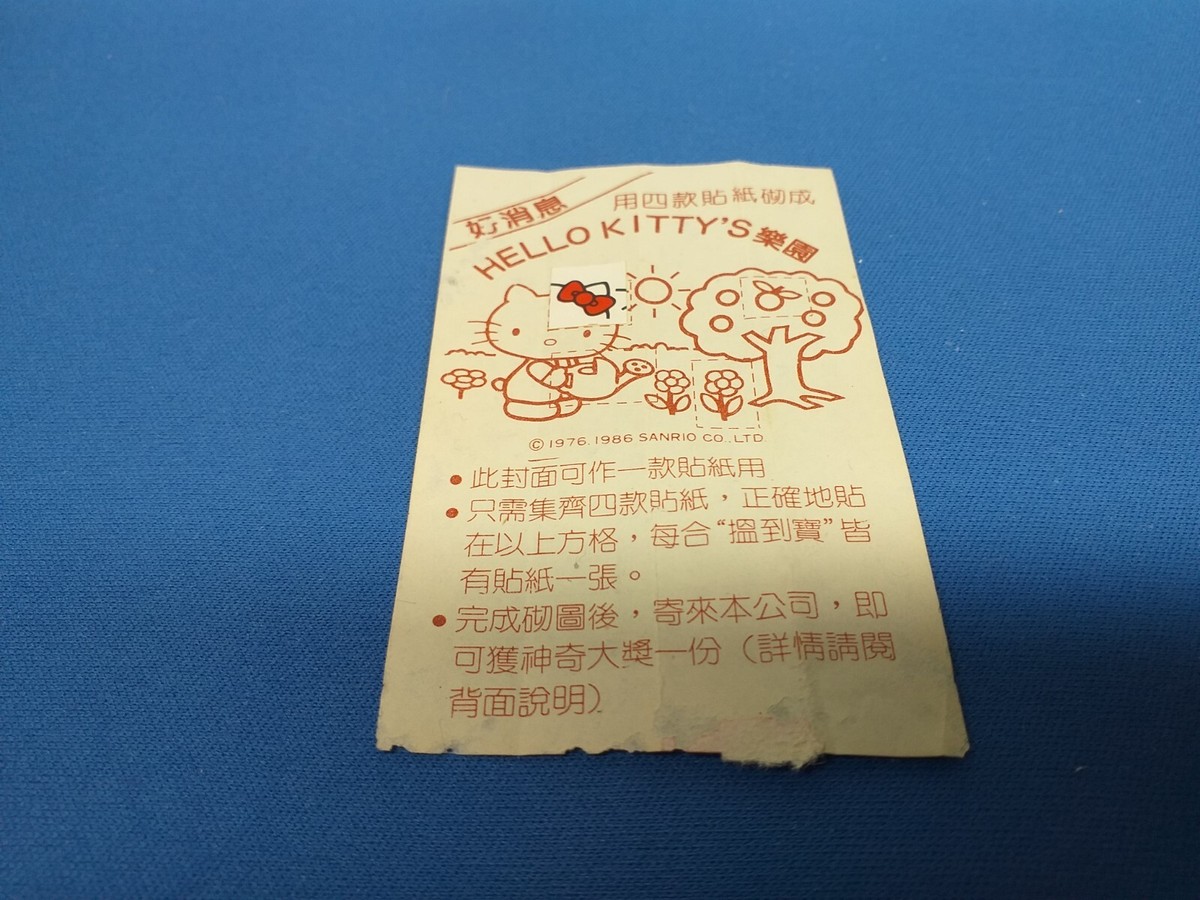 好消息
用四款貼紙砌成
HELLO KITTY'S 樂園
© 1976, 1986 SANRIO CO., LTD.
• 此封面可作一款貼紙用
• 只需集齊四款貼紙，正確地貼
在以上方格，每合“搵到寶”皆
有貼紙一張。
• 完成砌圖後，寄來本公司，即
可獲神奇大獎一份（詳情請閱
背面說明）